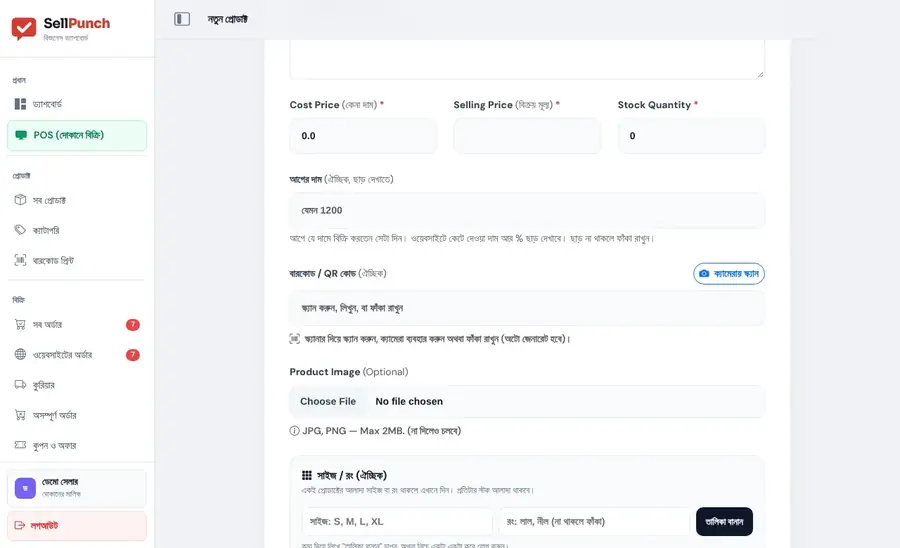 SellPunch
বিজনেস ড্যাশবোর্ড
নতুন প্রোডাক্ট
প্রধান
ড্যাশবোর্ড
POS (দোকানে বিক্রি)
প্রোডাক্ট
সব প্রোডাক্ট
ক্যাটাগরি
বারকোড প্রিন্ট
বিক্রি
সব অর্ডার 7
ওয়েবসাইটের অর্ডার 7
কুরিয়ার
অসম্পূর্ণ অর্ডার
কুপন ও অফার
ডেমো সেলার
দোকানের মালিক
লগআউট
Cost Price (কেনা দাম) * Selling Price (বিক্রয় মূল্য) * Stock Quantity *
0.0 0
আগের দাম (ঐচ্ছিক, ছাড় দেখাতে)
যেমন 1200
আগে যে দামে বিক্রি করতেন সেটা দিন। ওয়েবসাইটে কেটে দেওয়া দাম আর % ছাড় দেখাবে। ছাড় না থাকলে ফাঁকা রাখুন।
বারকোড / QR কোড (ঐচ্ছিক) ক্যামেরায় স্ক্যান
স্ক্যান করুন, লিখুন, বা ফাঁকা রাখুন
স্ক্যানার দিয়ে স্ক্যান করুন, ক্যামেরা ব্যবহার করুন অথবা ফাঁকা রাখুন (অটো জেনারেট হবে)।
Product Image (Optional)
Choose File No file chosen
JPG, PNG — Max 2MB. (না দিলেও চলবে)
সাইজ / রং (ঐচ্ছিক)
একই প্রোডাক্টের আলাদা সাইজ বা রং থাকলে এখানে দিন। প্রতিটার স্টক আলাদা থাকবে।
সাইজ: S, M, L, XL রং: লাল, নীল (না থাকলে ফাঁকা) তালিকা বানান